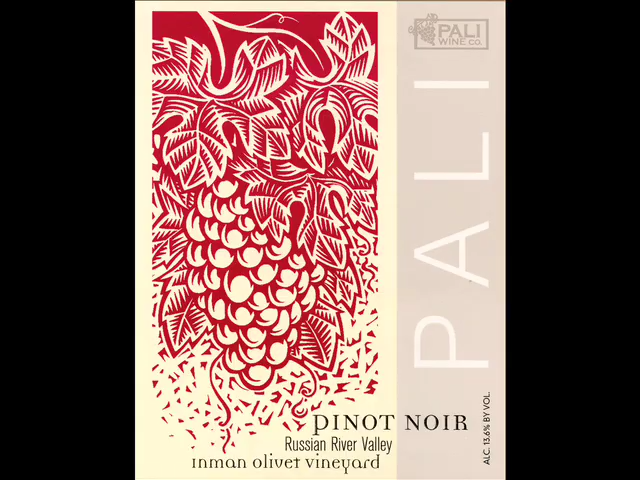 PALI
WINE CO.
PALI
PINOT NOIR
Russian River Valley
inman olivet vineyard
ALC. 13.6% BY VOL.